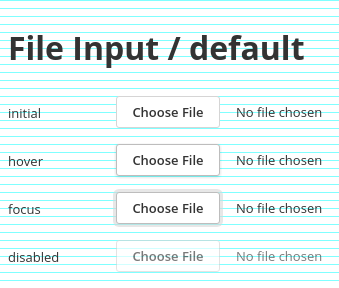 File Input / default
initial Choose File No file chosen
hover Choose File No file chosen
focus Choose File No file chosen
disabled Choose File No file chosen